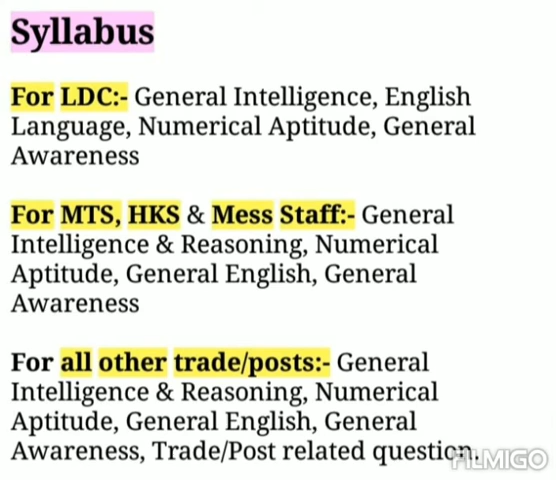 Syllabus
For LDC:- General Intelligence, English
Language, Numerical Aptitude, General
Awareness
For MTS, HKS & Mess Staff:- General
Intelligence & Reasoning, Numerical
Aptitude, General English, General
Awareness
For all other trade/posts:- General
Intelligence & Reasoning, Numerical
Aptitude, General English, General
Awareness, Trade/Post related question.
FILMIGO